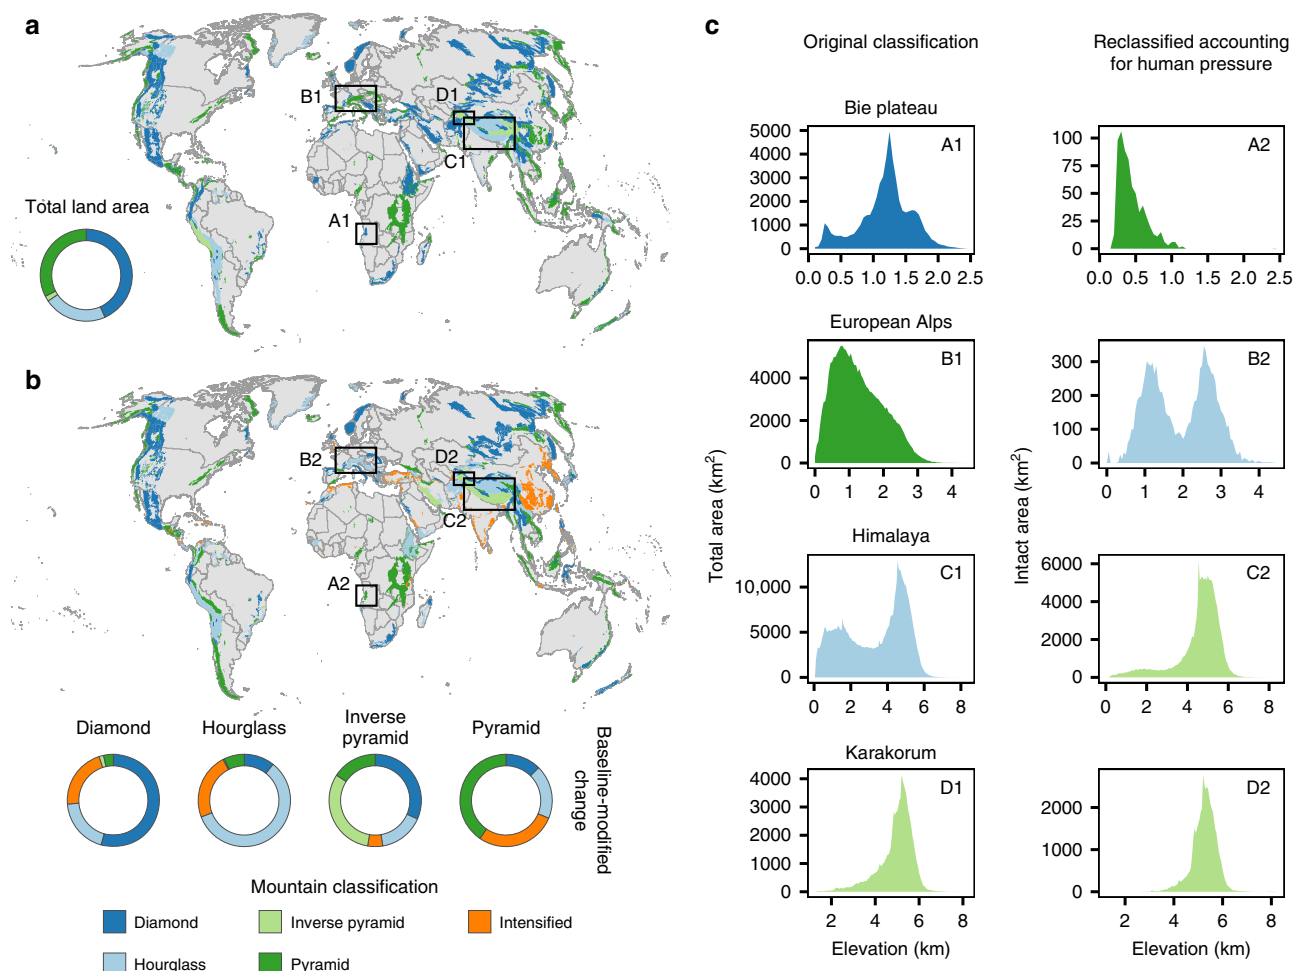 a
B1
D1
C1
A1
Total land area
b
B2
D2
C2
A2
Diamond
Hourglass
Inverse
pyramid
Pyramid
Baseline-modified
change
Mountain classification
Diamond
Inverse pyramid
Intensified
Hourglass
Pyramid
c
Original classification
Reclassified accounting
for human pressure
Bie plateau
5000
4000
3000
2000
1000
0
A1
0.0 0.5 1.0 1.5 2.0 2.5
100
75
50
25
0
A2
0.0 0.5 1.0 1.5 2.0 2.5
European Alps
4000
2000
0
B1
0 1 2 3 4
300
200
100
0
B2
0 1 2 3 4
Total area (km²)
Intact area (km²)
Himalaya
10,000
5000
0
C1
0 2 4 6 8
6000
4000
2000
0
C2
0 2 4 6 8
Karakorum
4000
3000
2000
1000
0
D1
2 4 6 8
Elevation (km)
2000
1000
0
D2
2 4 6 8
Elevation (km)